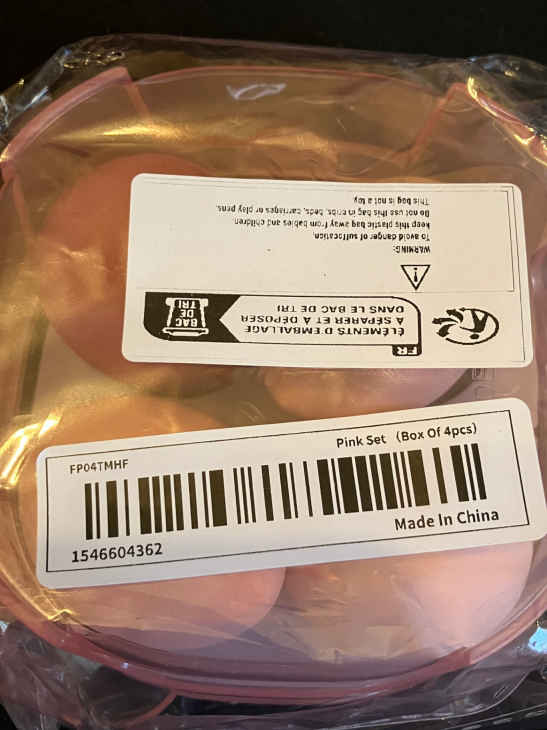 WARNING:
To avoid danger of suffocation,
keep this plastic bag away from babies and children.
Do not use this bag in cribs, beds, carriages or play pens.
This bag is not a toy.
FR
ÉLÉMENTS D'EMBALLAGE
À SÉPARER ET À DÉPOSER
DANS LE BAC DE TRI
BAC
DE
TRI
FP04TMHF
Pink Set （Box Of 4pcs）
1546604362
Made In China